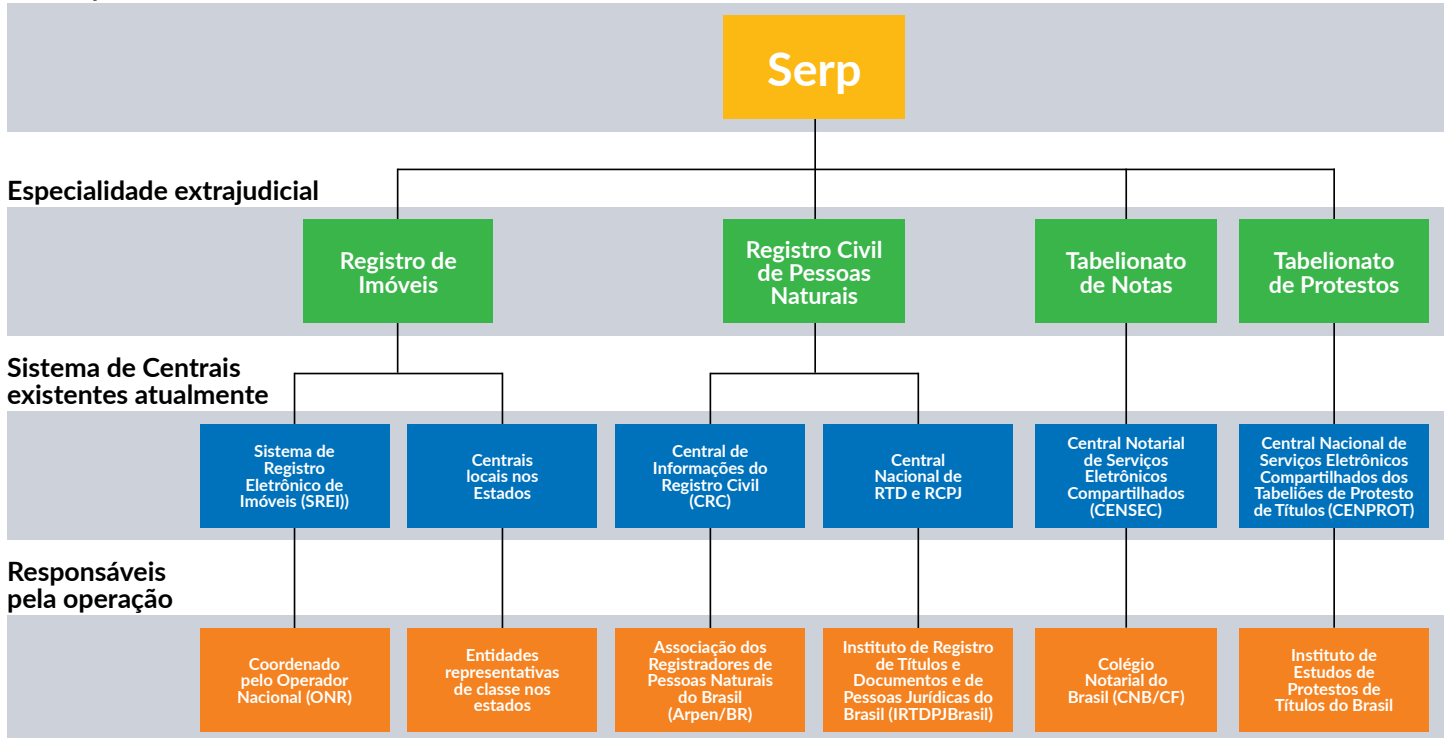 Serp
Especialidade extrajudicial
Registro de
Imóveis
Registro Civil
de Pessoas
Naturais
Tabelionato
de Notas
Tabelionato
de Protestos
Sistema de Centrais
existentes atualmente
Sistema de
Registro
Eletrônico de
Imóveis (SREI))
Centrais
locais nos
Estados
Central de
Informações do
Registro Civil
(CRC)
Central
Nacional de
RTD e RCPJ
Central Notarial
de Serviços
Eletrônicos
Compartilhados
(CENSEC)
Central Nacional de
Serviços Eletrônicos
Compartilhados dos
Tabeliões de Protesto
de Títulos (CENPROT)
Responsáveis
pela operação
Coordenado
pelo Operador
Nacional (ONR)
Entidades
representativas
de classe nos
estados
Associação dos
Registradores de
Pessoas Naturais
do Brasil
(Arpen/BR)
Instituto de Registro
de Títulos e
Documentos e de
Pessoas Jurídicas do
Brasil (IRTDPJBrasil)
Colégio
Notarial do
Brasil (CNB/CF)
Instituto de
Estudos de
Protestos de
Títulos do Brasil